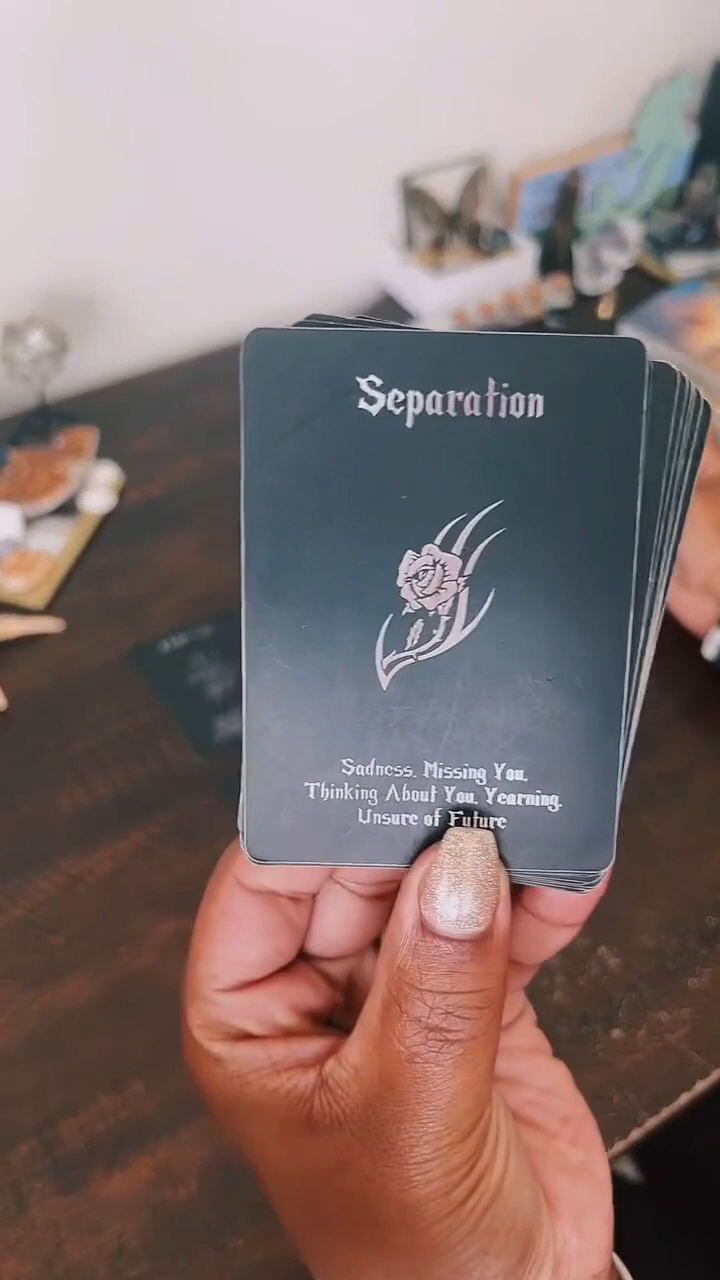 Separation
Sadness, Missing You,
Thinking About You, Yearning,
Unsure of Future